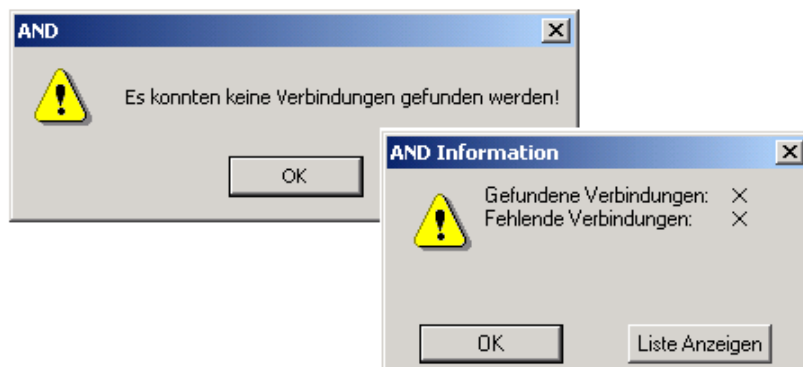 AND
Es konnten keine Verbindungen gefunden werden!
OK
AND Information
Gefundene Verbindungen: X
Fehlende Verbindungen: X
OK
Liste Anzeigen